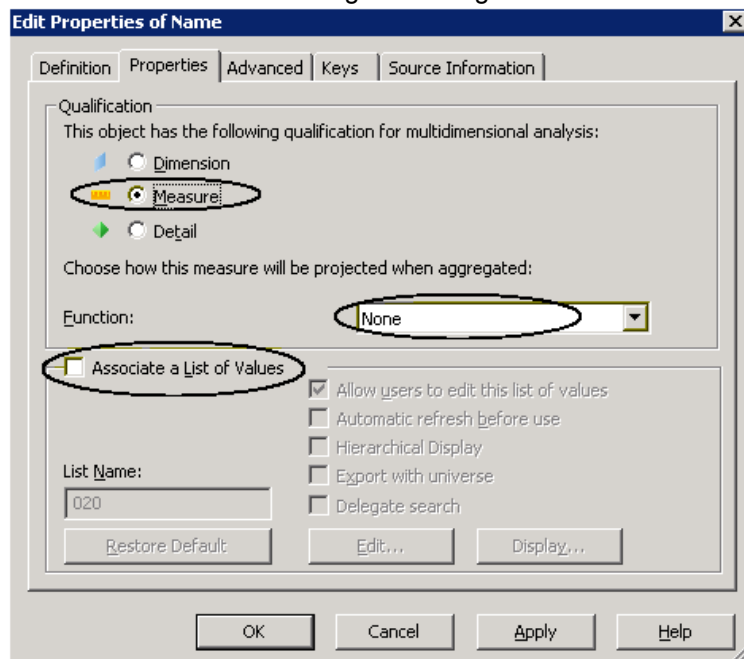 Edit Properties of Name
Definition Properties Advanced Keys Source Information
Qualification
This object has the following qualification for multidimensional analysis:
Dimension
Measure
Detail
Choose how this measure will be projected when aggregated:
Function: None
Associate a List of Values
Allow users to edit this list of values
Automatic refresh before use
Hierarchical Display
List Name: Export with universe
020 Delegate search
Restore Default Edit... Display...
OK Cancel Apply Help